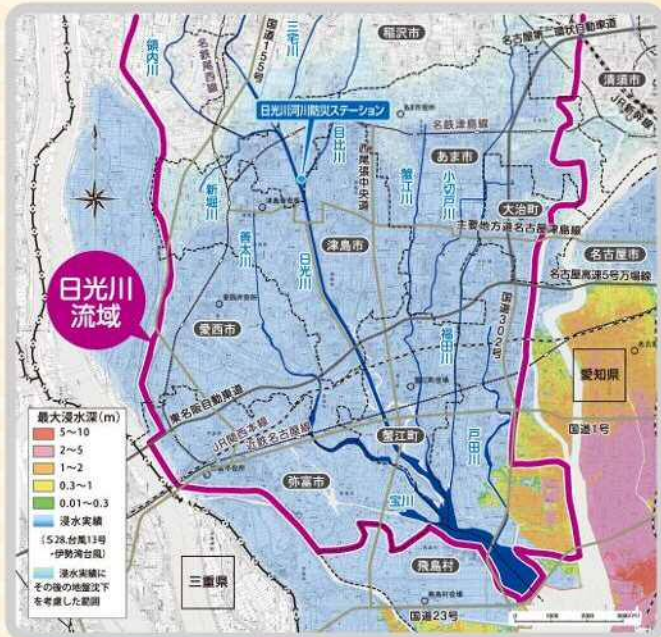 三宅川
国道155号
名鉄尾西線
領内川
稲沢市
名古屋第二環状自動車道
清須市
JR新幹線
日光川河川防災ステーション
日比川
名鉄津島線
西尾張中央道
あま市
蟹江川
小切戸川
新堀川
大治町
主要地方道名古屋津島線
善太川
津島市
日光川
名古屋市
名古屋高速5号万場線
日光川
流域
愛西市
国道302号
福田川
愛知県
東名阪自動車道
最大浸水深(m)
5~10
2~5
1~2
0.3~1
0.01~0.3
浸水実績
(S28.台風13号
・伊勢湾台風)
浸水実績に
その後の地盤沈下
を考慮した範囲
JR関西本線
近鉄名古屋線
蟹江町
戸田川
国道1号
弥富市
宝川
飛島村
三重県
国道23号